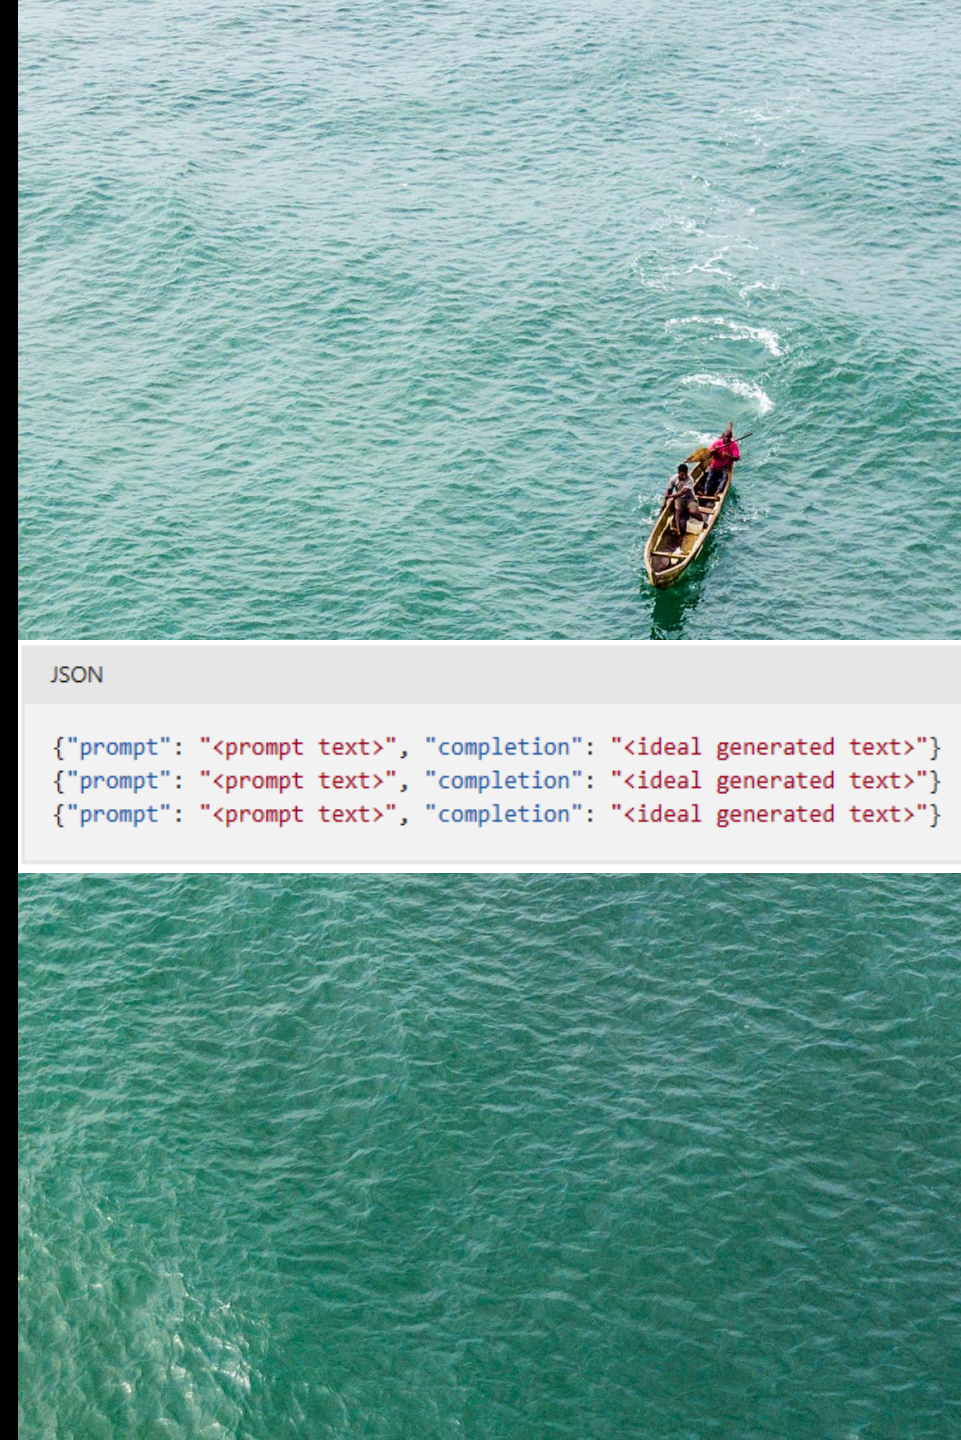 JSON
{"prompt": "<prompt text>", "completion": "<ideal generated text>"}
{"prompt": "<prompt text>", "completion": "<ideal generated text>"}
{"prompt": "<prompt text>", "completion": "<ideal generated text>"}